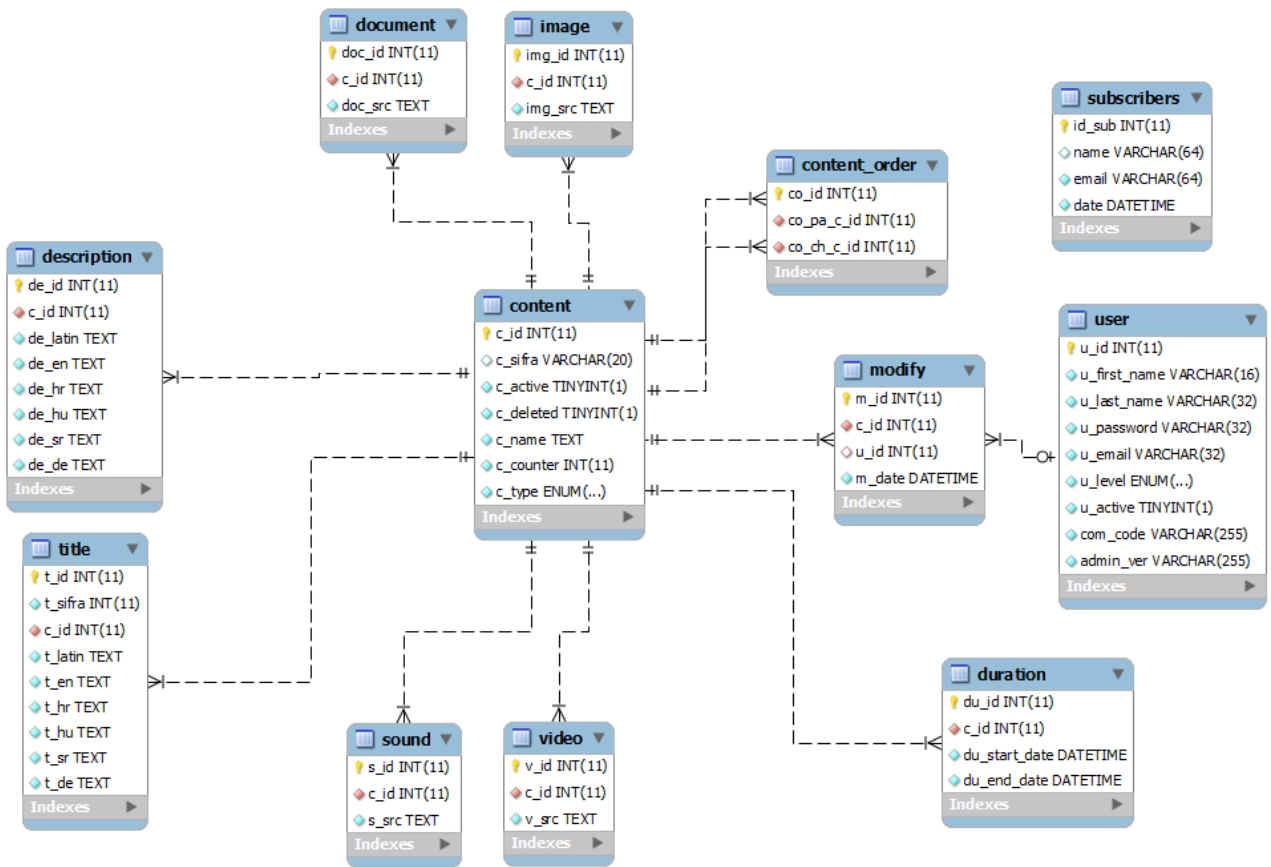 document
doc_id INT(11)
c_id INT(11)
doc_src TEXT
Indexes
image
img_id INT(11)
c_id INT(11)
img_src TEXT
Indexes
subscribers
id_sub INT(11)
name VARCHAR(64)
email VARCHAR(64)
date DATETIME
Indexes
content_order
co_id INT(11)
co_pa_c_id INT(11)
co_ch_c_id INT(11)
Indexes
description
de_id INT(11)
c_id INT(11)
de_latin TEXT
de_en TEXT
de_hr TEXT
de_hu TEXT
de_sr TEXT
de_de TEXT
Indexes
content
c_id INT(11)
c_sifra VARCHAR(20)
c_active TINYINT(1)
c_deleted TINYINT(1)
c_name TEXT
c_counter INT(11)
c_type ENUM(...)
Indexes
modify
m_id INT(11)
c_id INT(11)
u_id INT(11)
m_date DATETIME
Indexes
user
u_id INT(11)
u_first_name VARCHAR(16)
u_last_name VARCHAR(32)
u_password VARCHAR(32)
u_email VARCHAR(32)
u_level ENUM(...)
u_active TINYINT(1)
com_code VARCHAR(255)
admin_ver VARCHAR(255)
Indexes
title
t_id INT(11)
t_sifra INT(11)
c_id INT(11)
t_latin TEXT
t_en TEXT
t_hr TEXT
t_hu TEXT
t_sr TEXT
t_de TEXT
Indexes
sound
s_id INT(11)
c_id INT(11)
s_src TEXT
Indexes
video
v_id INT(11)
c_id INT(11)
v_src TEXT
Indexes
duration
du_id INT(11)
c_id INT(11)
du_start_date DATETIME
du_end_date DATETIME
Indexes